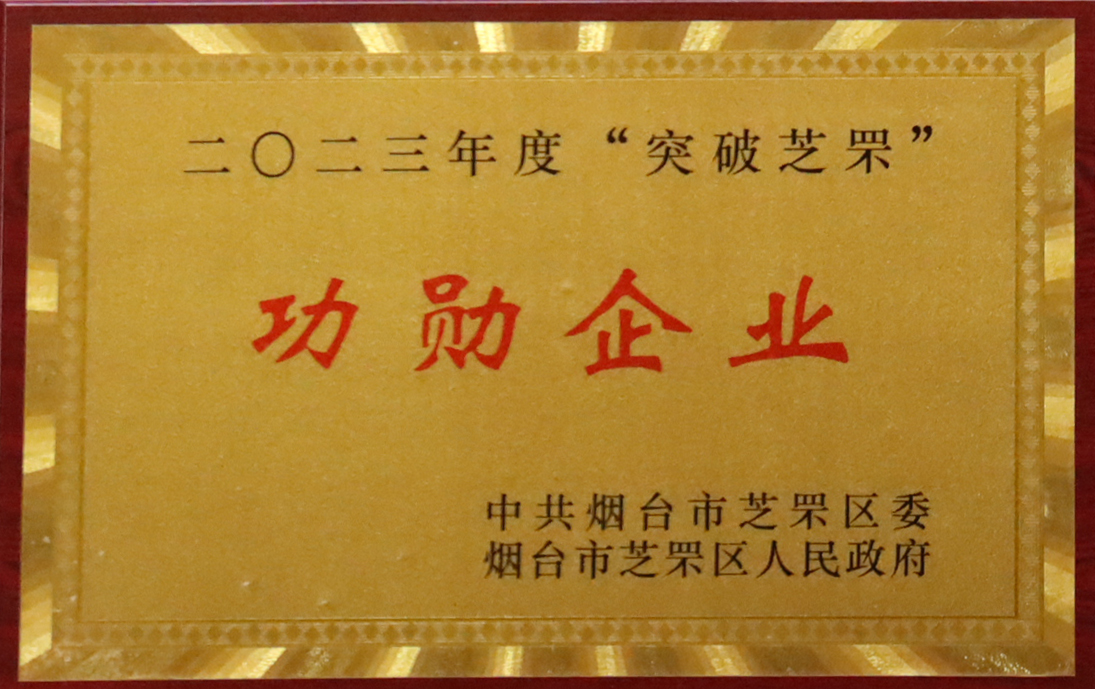 二〇二三年度“突破芝罘”
功勋企业
中共烟台市芝罘区委
烟台市芝罘区人民政府